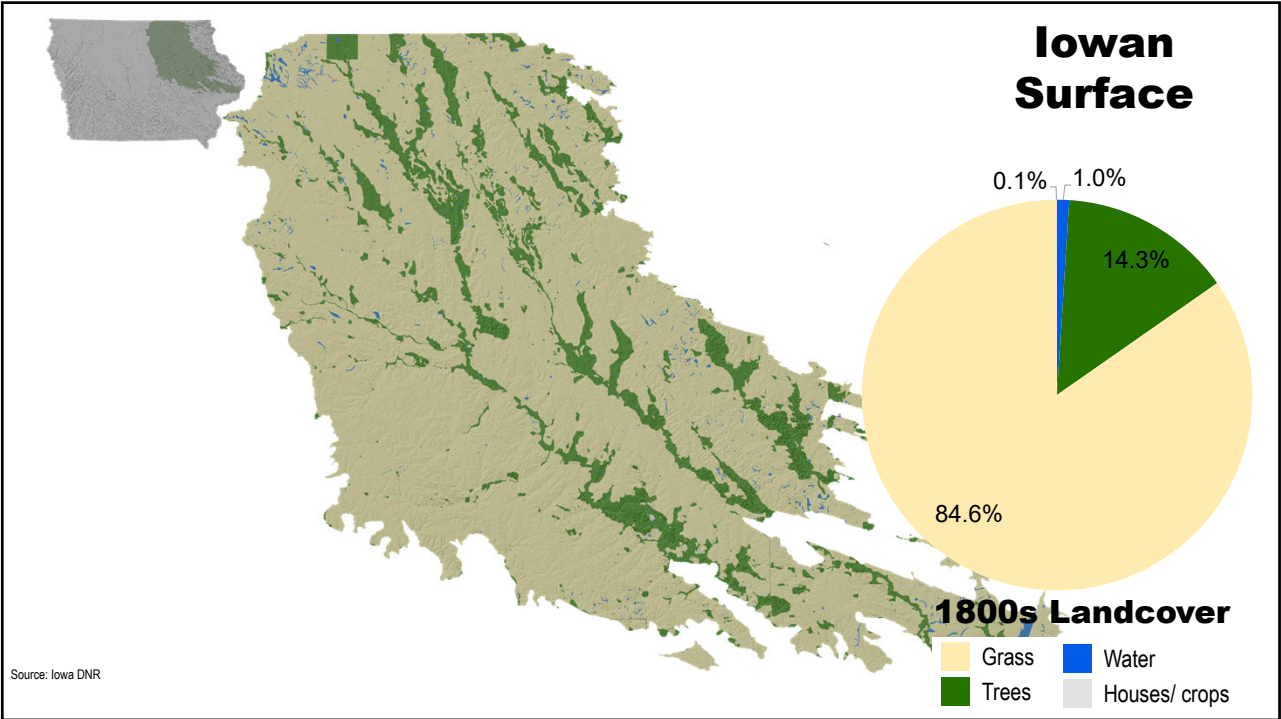 Iowan
Surface
0.1%
1.0%
14.3%
84.6%
1800s Landcover
Grass
Water
Trees
Houses/ crops
Source: Iowa DNR